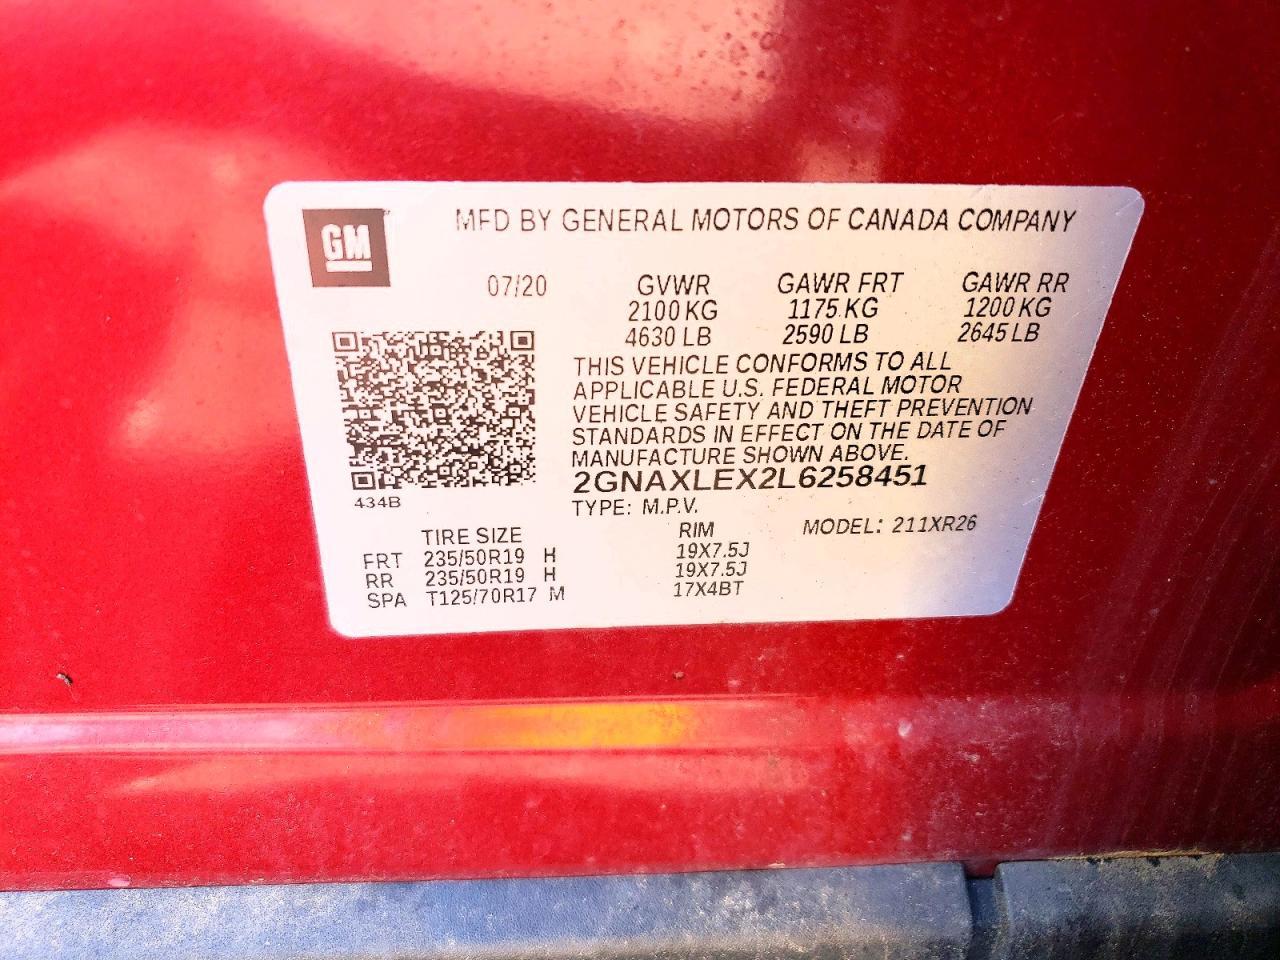 GM
MFD BY GENERAL MOTORS OF CANADA COMPANY
07/20 GVWR GAWR FRT GAWR RR
2100 KG 1175 KG 1200 KG
4630 LB 2590 LB 2645 LB
THIS VEHICLE CONFORMS TO ALL
APPLICABLE U.S. FEDERAL MOTOR
VEHICLE SAFETY AND THEFT PREVENTION
STANDARDS IN EFFECT ON THE DATE OF
MANUFACTURE SHOWN ABOVE.
2GNAXLEX2L6258451
434B
TYPE: M.P.V. MODEL: 211XR26
TIRE SIZE RIM
FRT 235/50R19 H 19X7.5J
RR 235/50R19 H 19X7.5J
SPA T125/70R17 M 17X4BT